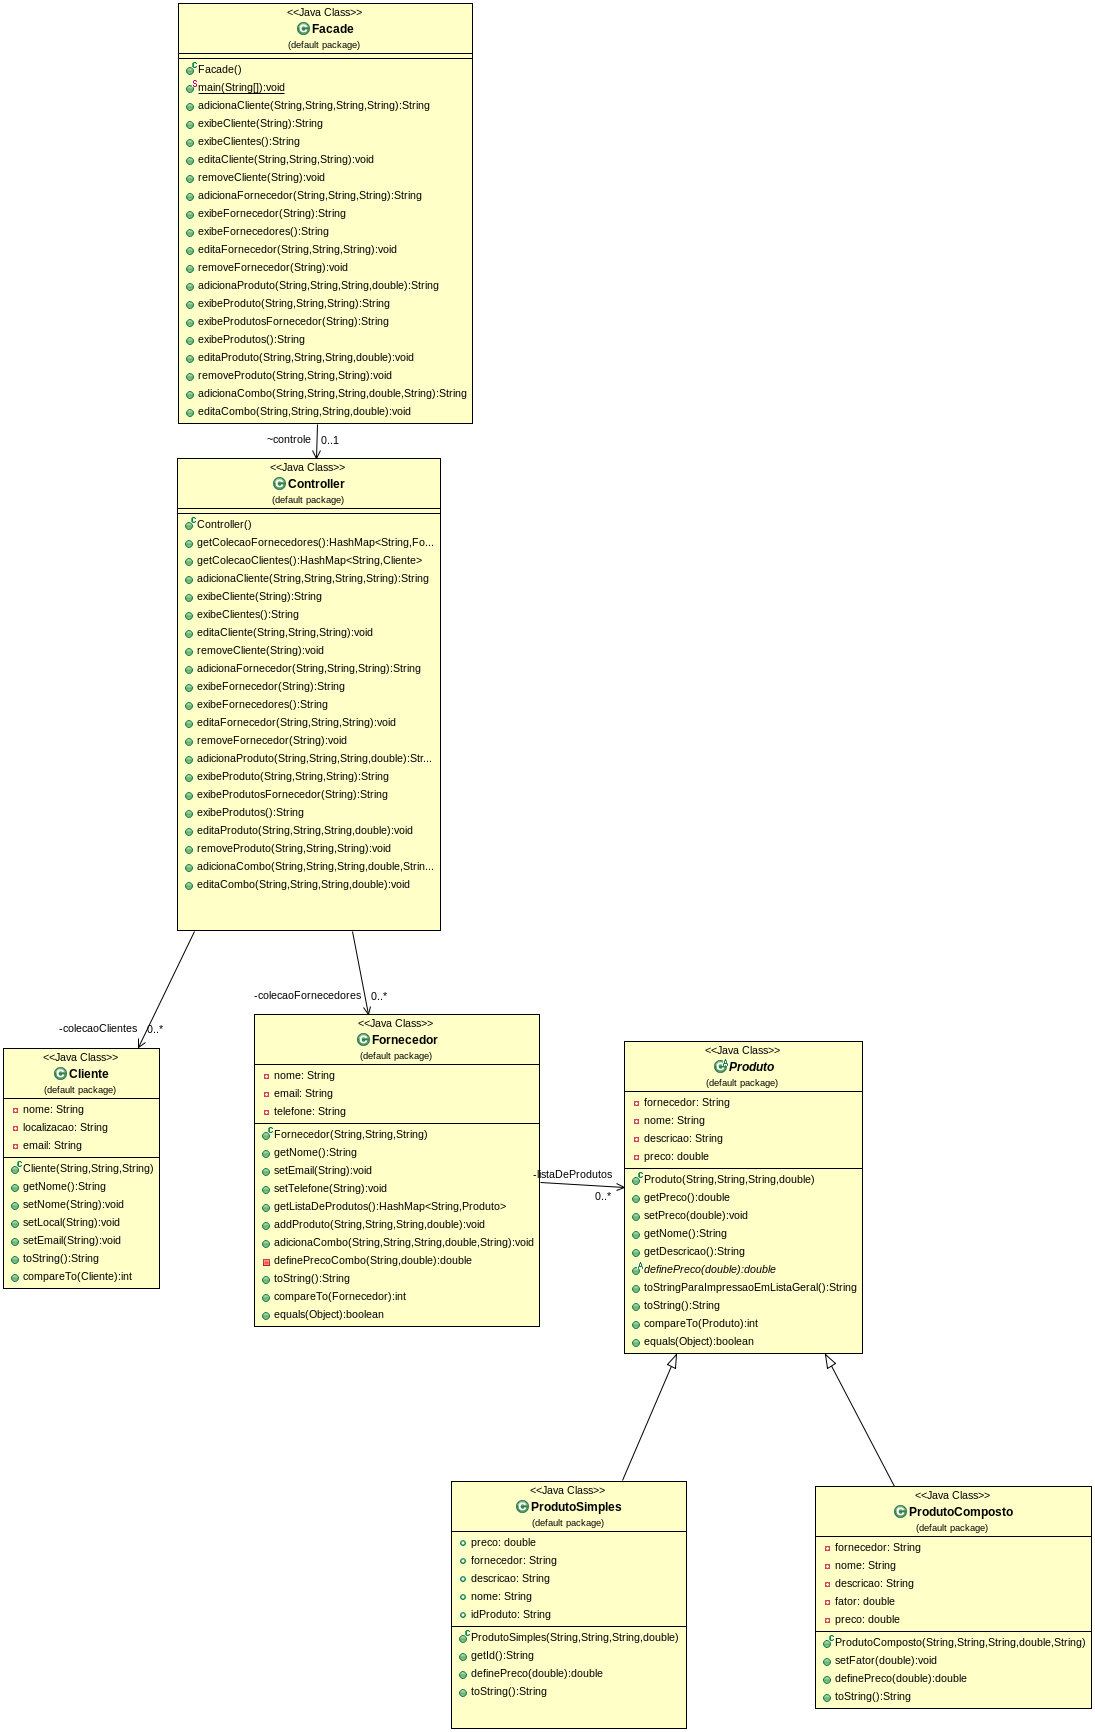 <<Java Class>>
Facade
(default package)
Facade()
main(String[]):void
adicionaCliente(String,String,String,String):String
exibeCliente(String):String
exibeClientes():String
editaCliente(String,String,String):void
removeCliente(String):void
adicionaFornecedor(String,String,String):String
exibeFornecedor(String):String
exibeFornecedores():String
editaFornecedor(String,String,String):void
removeFornecedor(String):void
adicionaProduto(String,String,String,double):String
exibeProduto(String,String,String):String
exibeProdutosFornecedor(String):String
exibeProdutos():String
editaProduto(String,String,String,double):void
removeProduto(String,String,String):void
adicionaCombo(String,String,String,double,String):String
editaCombo(String,String,String,double):void
~controle 0..1
<<Java Class>>
Controller
(default package)
Controller()
getColecaoFornecedores():HashMap<String,Fo...
getColecaoClientes():HashMap<String,Cliente>
adicionaCliente(String,String,String,String):String
exibeCliente(String):String
exibeClientes():String
editaCliente(String,String,String):void
removeCliente(String):void
adicionaFornecedor(String,String,String):String
exibeFornecedor(String):String
exibeFornecedores():String
editaFornecedor(String,String,String):void
removeFornecedor(String):void
adicionaProduto(String,String,String,double):Str...
exibeProduto(String,String,String):String
exibeProdutosFornecedor(String):String
exibeProdutos():String
editaProduto(String,String,String,double):void
removeProduto(String,String,String):void
adicionaCombo(String,String,String,double,Strin...
editaCombo(String,String,String,double):void
-colecaoClientes 0..*
-colecaoFornecedores 0..*
<<Java Class>>
Cliente
(default package)
nome: String
localizacao: String
email: String
Cliente(String,String,String)
getNome():String
setNome(String):void
setLocal(String):void
setEmail(String):void
toString():String
compareTo(Cliente):int
<<Java Class>>
Fornecedor
(default package)
nome: String
email: String
telefone: String
Fornecedor(String,String,String)
getNome():String
setEmail(String):void
setTelefone(String):void
getListaDeProdutos():HashMap<String,Produto>
addProduto(String,String,String,double):void
adicionaCombo(String,String,String,double,String):void
definePrecoCombo(String,double):double
toString():String
compareTo(Fornecedor):int
equals(Object):boolean
-listaDeProdutos
0..*
<<Java Class>>
Produto
(default package)
fornecedor: String
nome: String
descricao: String
preco: double
Produto(String,String,String,double)
getPreco():double
setPreco(double):void
getNome():String
getDescricao():String
definePreco(double):double
toStringParaImpressaoEmListaGeral():String
toString():String
compareTo(Produto):int
equals(Object):boolean
<<Java Class>>
ProdutoSimples
(default package)
preco: double
fornecedor: String
descricao: String
nome: String
idProduto: String
ProdutoSimples(String,String,String,double)
getId():String
definePreco(double):double
toString():String
<<Java Class>>
ProdutoComposto
(default package)
fornecedor: String
nome: String
descricao: String
fator: double
preco: double
ProdutoComposto(String,String,String,double,String)
setFator(double):void
definePreco(double):double
toString():String